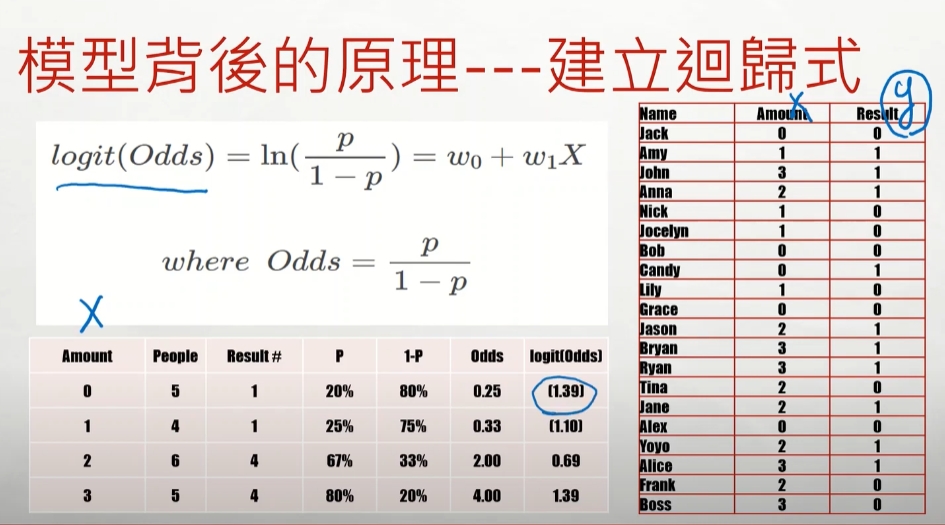 模型背後的原理---建立迴歸式
logit(Odds) = ln(p/(1 − p)) = w₀ + w₁X
where Odds = p/(1 − p)
X
Amount People Result # P 1-P Odds logit(Odds)
0 5 1 20% 80% 0.25 (1.39)
1 4 1 25% 75% 0.33 (1.10)
2 6 4 67% 33% 2.00 0.69
3 5 4 80% 20% 4.00 1.39
x y
Name Amount Result
Jack 0 0
Amy 1 1
John 3 1
Anna 2 1
Nick 1 0
Jocelyn 1 0
Bob 0 0
Candy 0 1
Lily 1 0
Grace 0 0
Jason 2 1
Bryan 3 1
Ryan 3 1
Tina 2 0
Jane 2 1
Alex 0 0
Yoyo 2 1
Alice 3 1
Frank 2 0
Boss 3 0